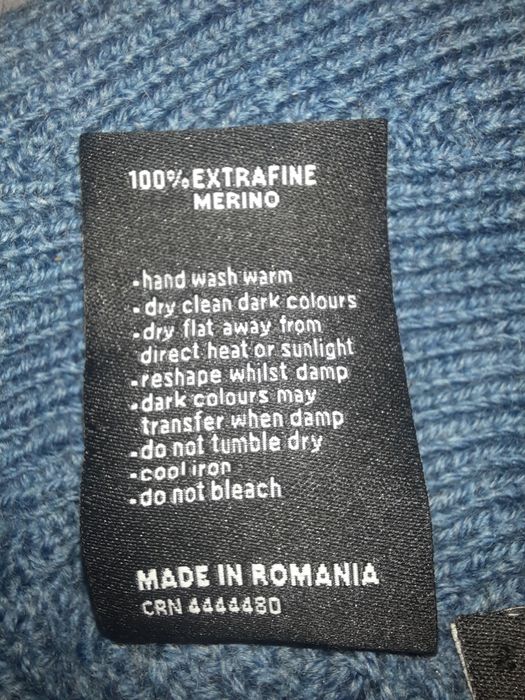 100% EXTRAFINE
MERINO
•hand wash warm
•dry clean dark colours
•dry flat away from
direct heat or sunlight
•reshape whilst damp
•dark colours may
transfer when damp
•do not tumble dry
•cool iron
•do not bleach
MADE IN ROMANIA
CRN 4444480